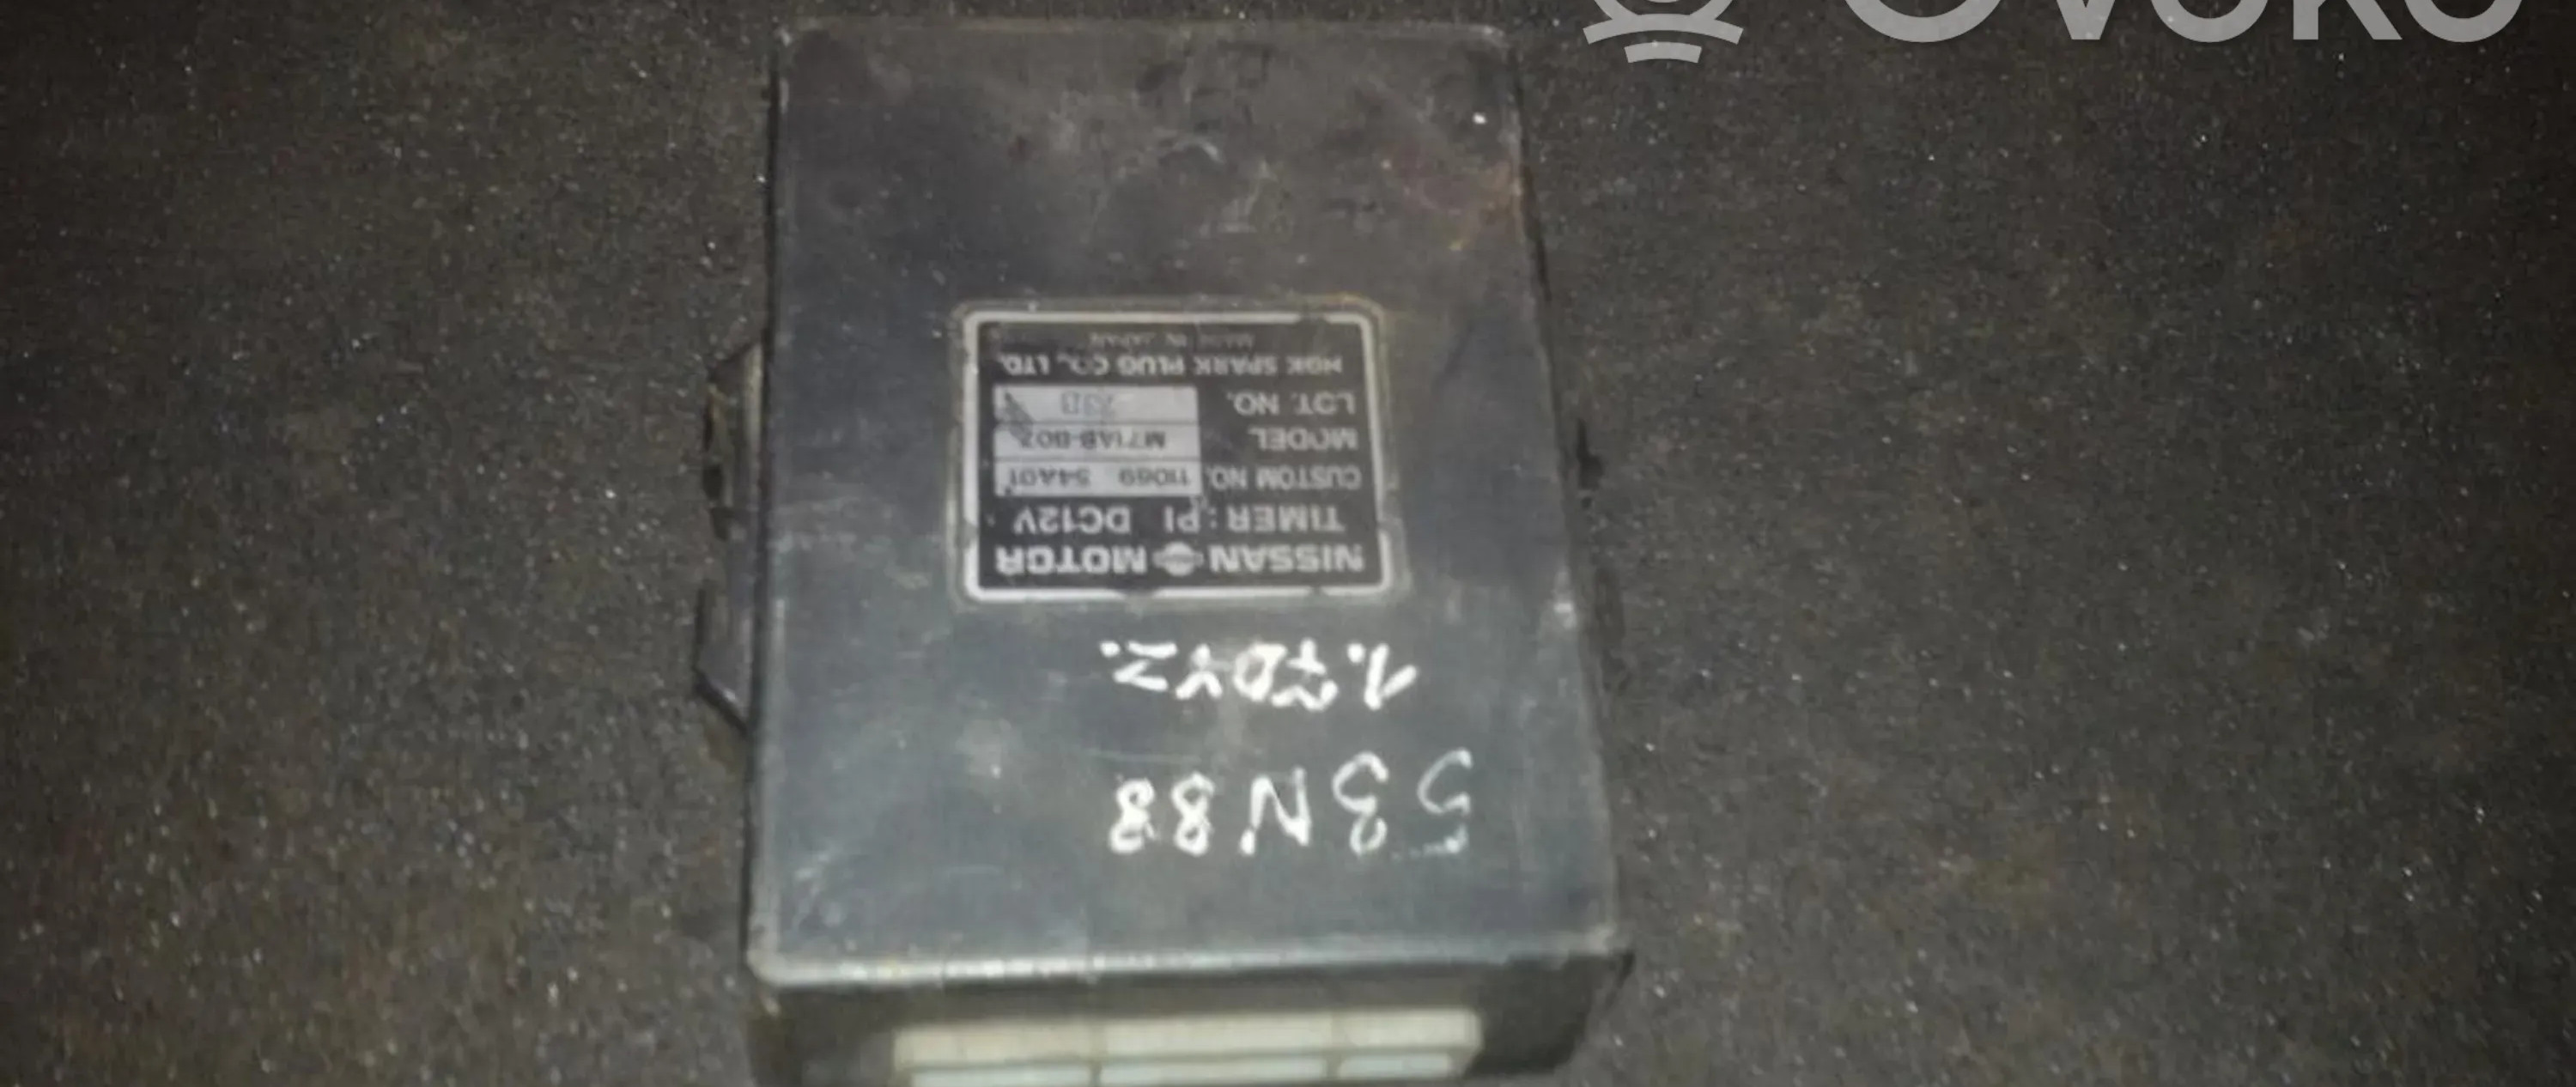 OVOKO
NISSAN MOTOR
TIMER : PI DC12V
CUSTOM NO. 11069 54A01
MODEL M71AB-B02
LOT. NO.
NGK SPARK PLUG CO., LTD.
MADE IN JAPAN
53N88